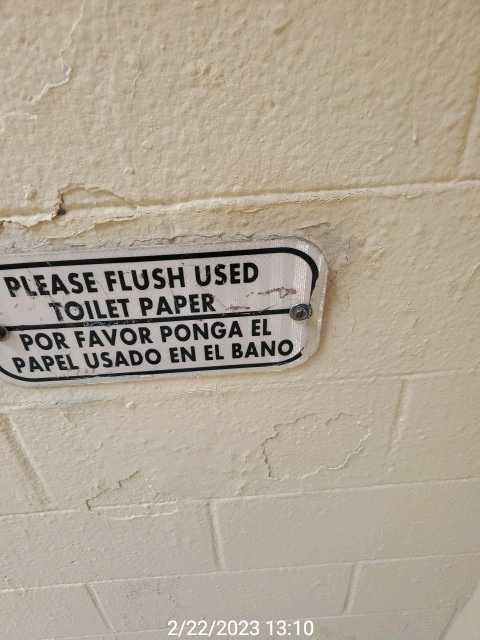 PLEASE FLUSH USED
TOILET PAPER
POR FAVOR PONGA EL
PAPEL USADO EN EL BANO
2/22/2023 13:10